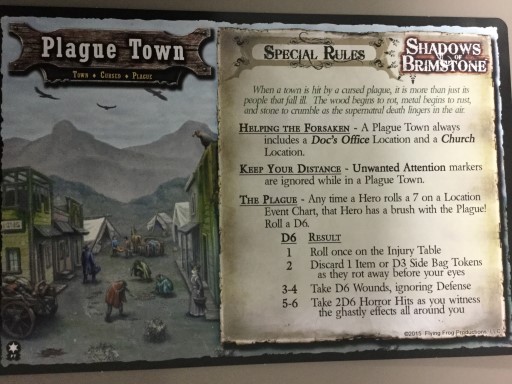 Plague Town
Town • Cursed • Plague
Special Rules
Shadows
of
Brimstone
When a town is hit by a cursed plague, it is more than just its
people that fall ill. The wood begins to rot, metal begins to rust,
and stone to crumble as the supernatural death lingers in the air.
Helping the Forsaken - A Plague Town always
includes a Doc's Office Location and a Church
Location.
Keep Your Distance - Unwanted Attention markers
are ignored while in a Plague Town.
The Plague - Any time a Hero rolls a 7 on a Location
Event Chart, that Hero has a brush with the Plague!
Roll a D6.
D6 Result
1 Roll once on the Injury Table
2 Discard 1 Item or D3 Side Bag Tokens
as they rot away before your eyes
3-4 Take D6 Wounds, ignoring Defense
5-6 Take 2D6 Horror Hits as you witness
the ghastly effects all around you
©2015 Flying Frog Productions, LLC